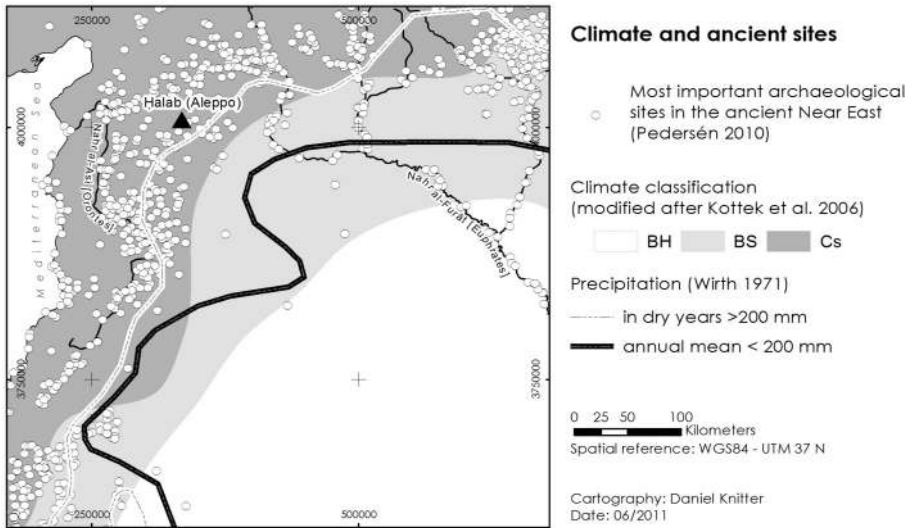 250000
500000
Mediterranean Sea
Halab (Aleppo)
4000000
4000000
Nahr al-Asi [Orontes]
Nahr al-Furāt [Euphrates]
3750000
3750000
250000
500000
Climate and ancient sites
Most important archaeological
sites in the ancient Near East
(Pedersén 2010)
Climate classification
(modified after Kottek et al. 2006)
BH BS Cs
Precipitation (Wirth 1971)
in dry years >200 mm
annual mean < 200 mm
0 25 50 100
Kilometers
Spatial reference: WGS84 - UTM 37 N
Cartography: Daniel Knitter
Date: 06/2011